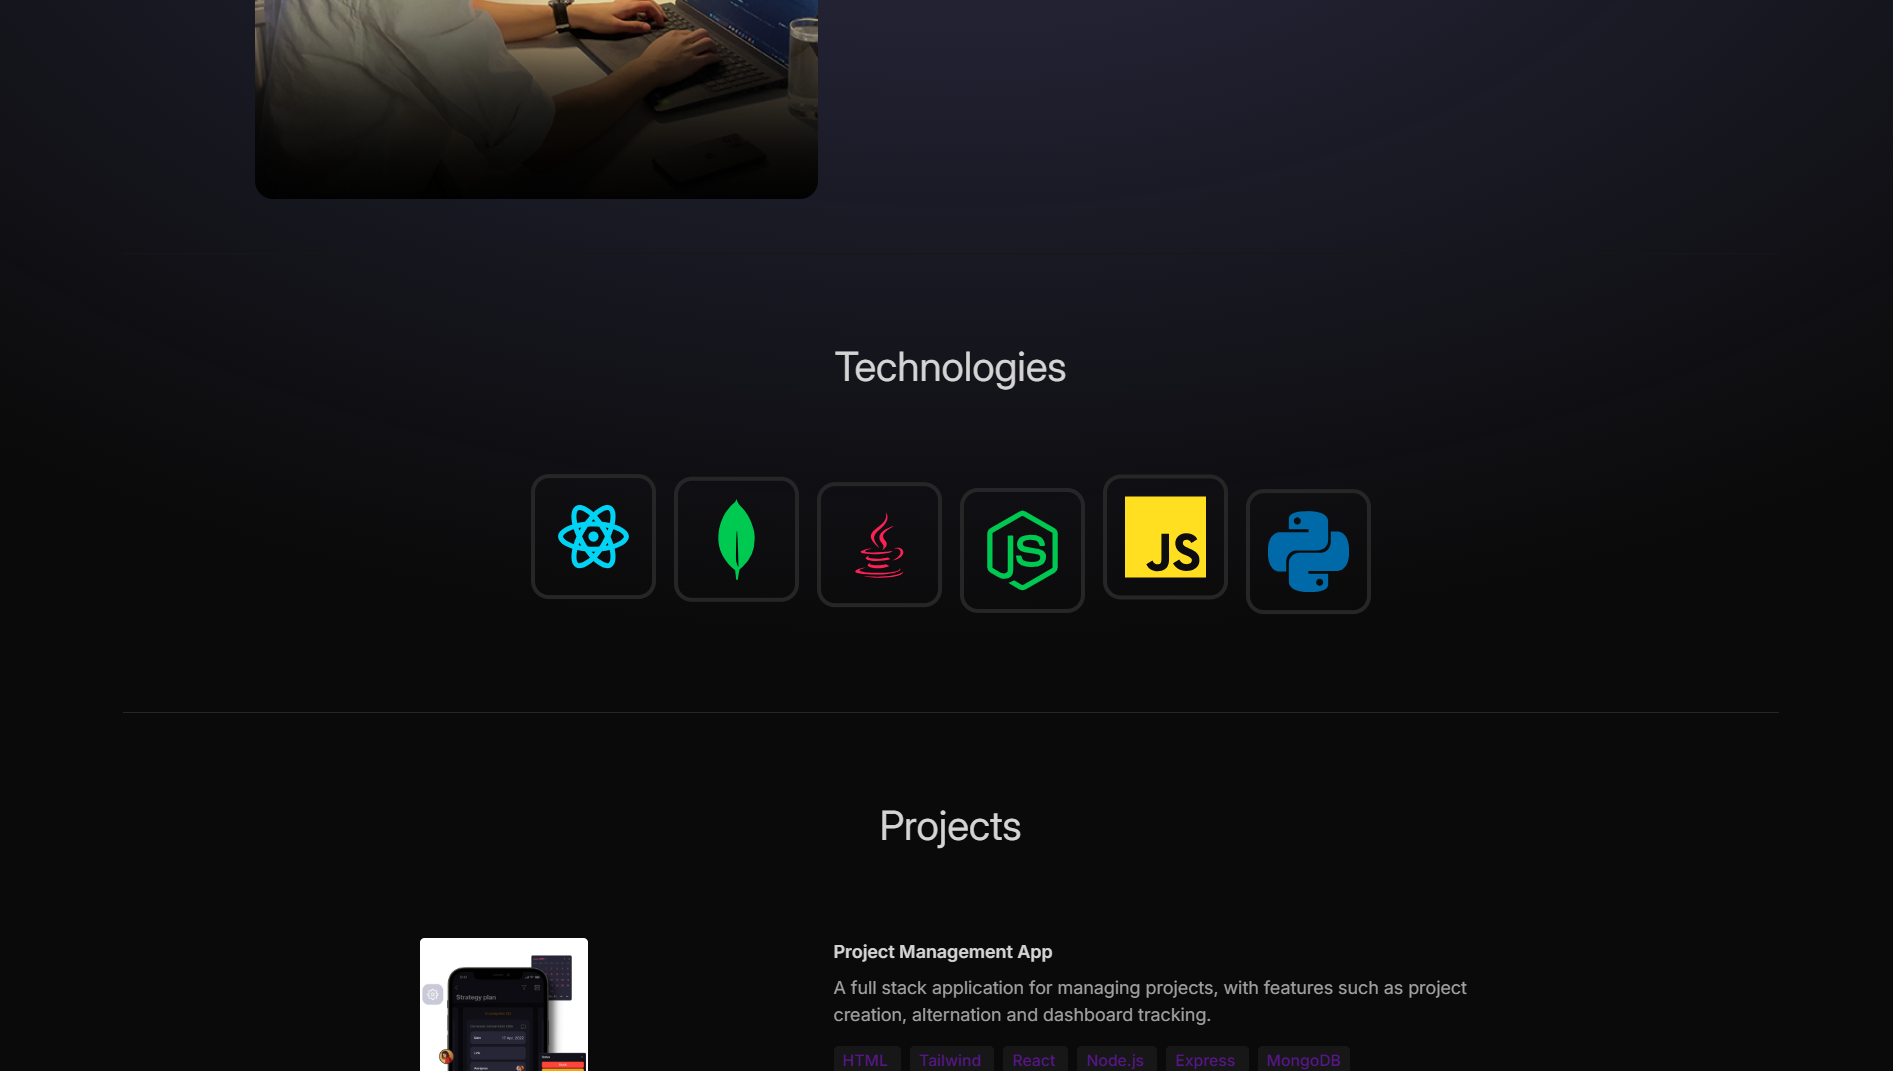 Technologies
JS
JS
Projects
Project Management App
A full stack application for managing projects, with features such as project
creation, alternation and dashboard tracking.
HTML Tailwind React Node.js Express MongoDB
Strategy plan